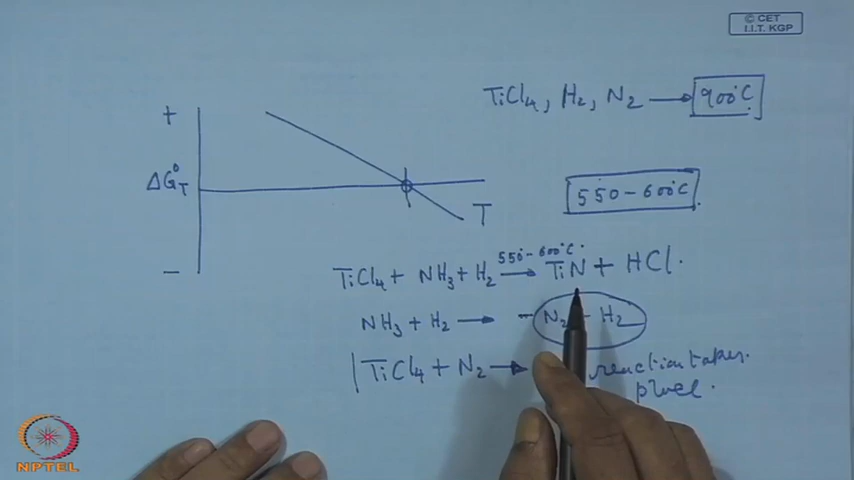 © CET
I.I.T. KGP
TiCl4, H2, N2 → 900°C
+
ΔG°T
550-600°C
T
550-600°C.
TiCl4 + NH3 + H2 → TiN + HCl.
−
NH3 + H2 → N2 + H2
TiCl4 + N2 → reaction takes
place.
NPTEL